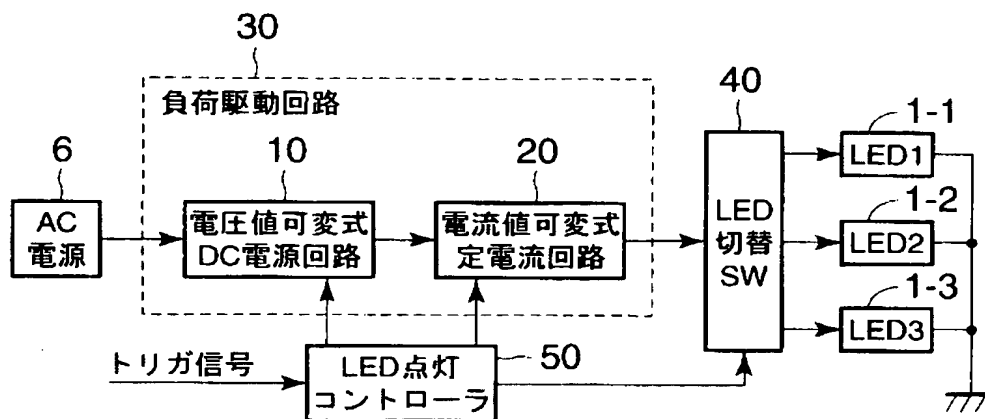 30
負荷駆動回路
40
1-1
LED1
6
10
20
AC
電源
電圧値可変式
DC電源回路
電流値可変式
定電流回路
LED
切替
SW
1-2
LED2
1-3
LED3
トリガ信号
LED点灯
コントローラ
50